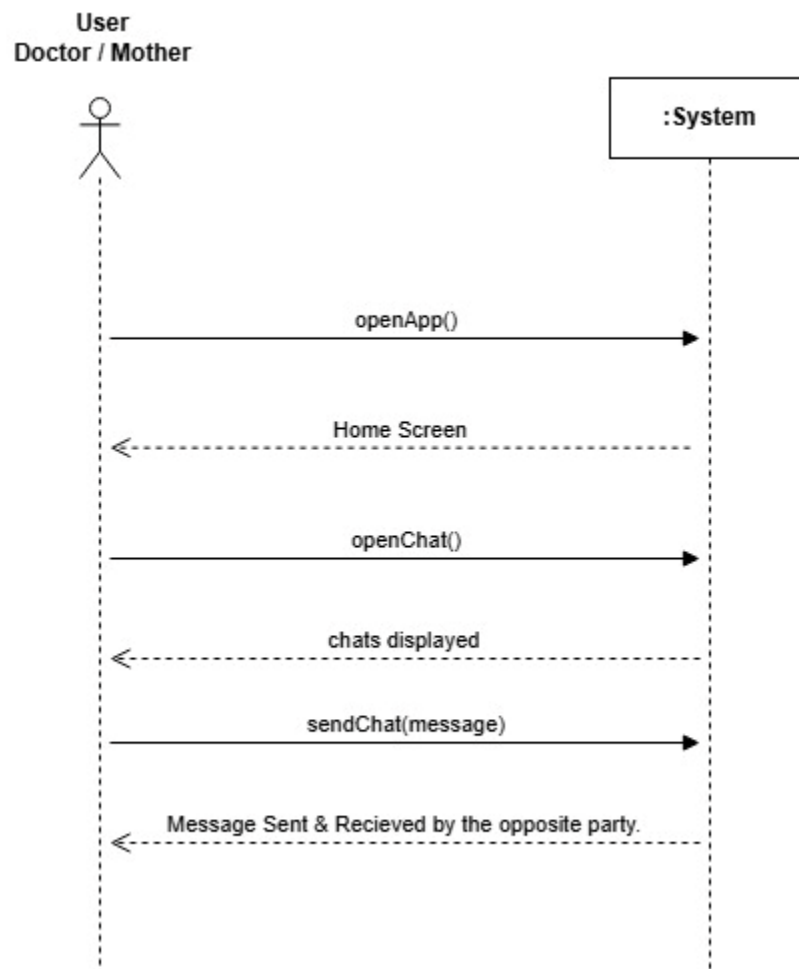 User
Doctor / Mother
:System
openApp()
Home Screen
openChat()
chats displayed
sendChat(message)
Message Sent & Recieved by the opposite party.